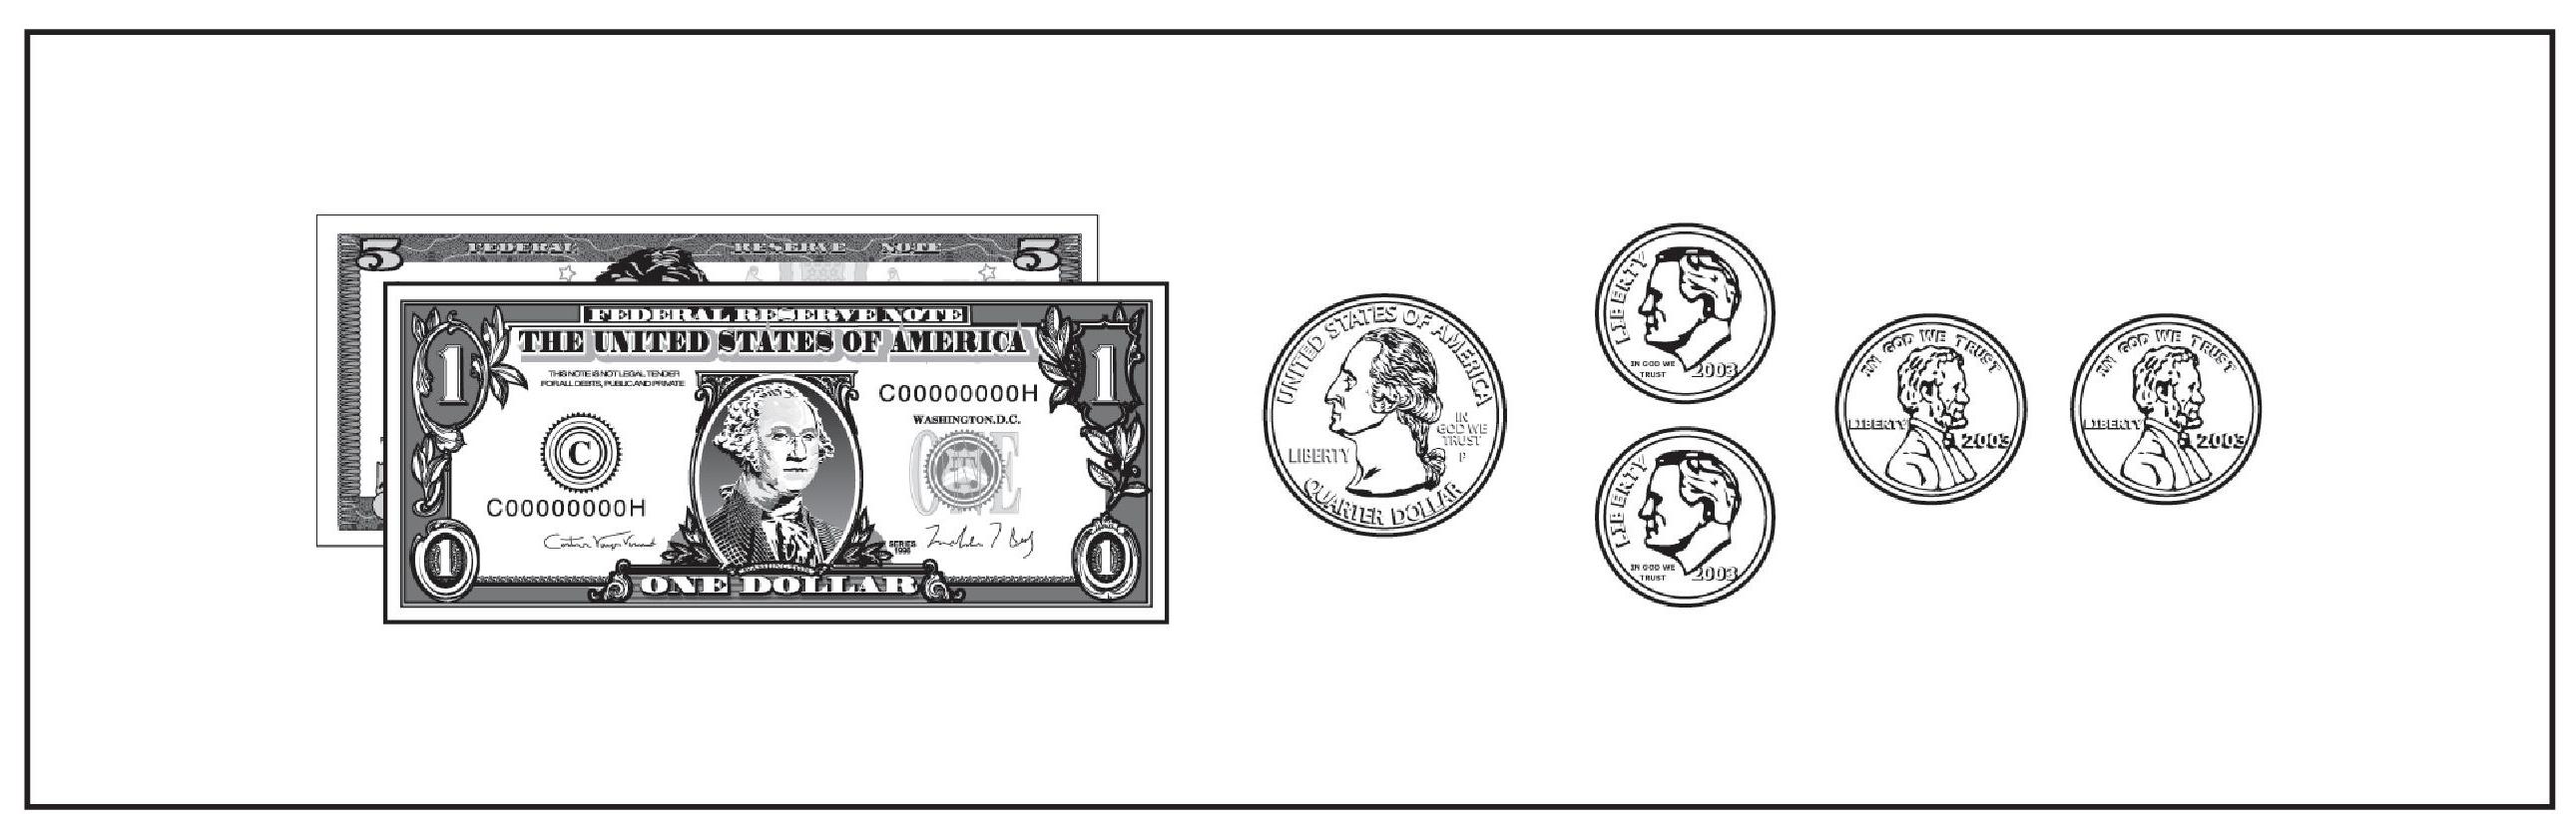 5 FEDERAL RESERVE NOTE 5
FEDERAL RESERVE NOTE
THE UNITED STATES OF AMERICA
1 1
THIS NOTE IS NOT LEGAL TENDER
FOR ALL DEBTS, PUBLIC AND PRIVATE
C00000000H
WASHINGTON, D.C.
C
ONE
C00000000H
SERIES
1996
1 1
ONE DOLLAR
UNITED STATES OF AMERICA
LIBERTY
IN
GOD WE
TRUST
P
QUARTER DOLLAR
LIBERTY
IN GOD WE
TRUST
2003
LIBERTY
IN GOD WE
TRUST
2003
IN GOD WE TRUST
LIBERTY
2003
IN GOD WE TRUST
LIBERTY
2003